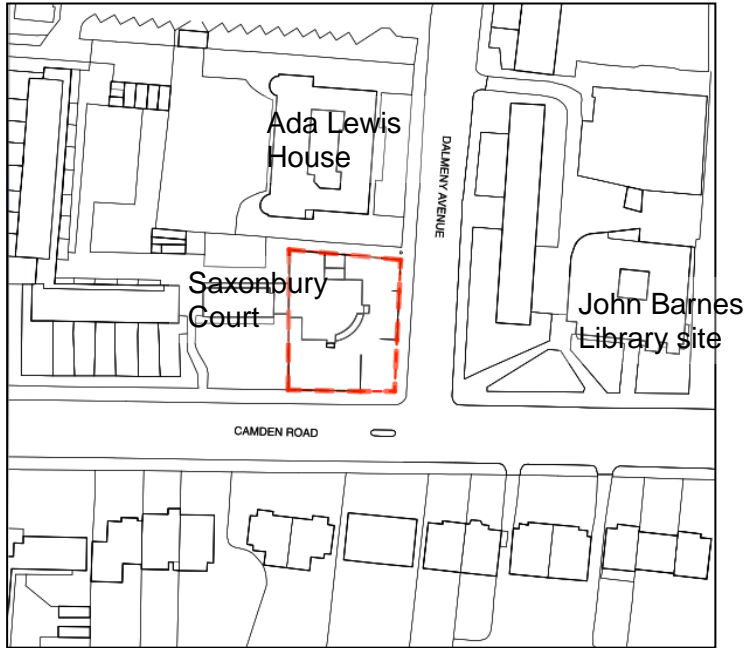 Ada Lewis
House
DALMENY AVENUE
Saxonbury
Court
John Barnes
Library site
CAMDEN ROAD